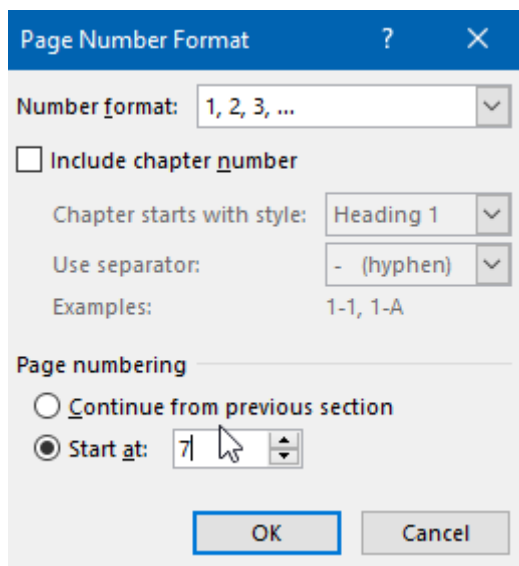 Page Number Format ? ×
Number format: 1, 2, 3, ...
Include chapter number
Chapter starts with style: Heading 1
Use separator: - (hyphen)
Examples: 1-1, 1-A
Page numbering
Continue from previous section
Start at: 7
OK Cancel